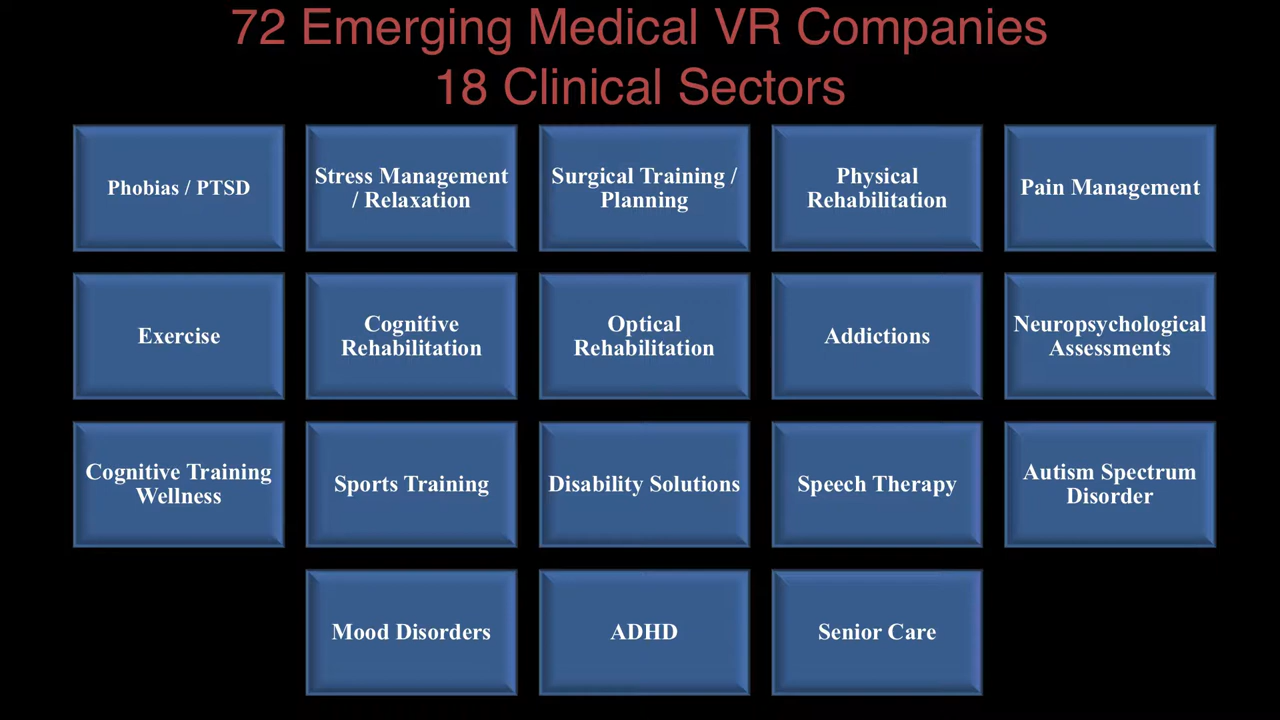 72 Emerging Medical VR Companies
18 Clinical Sectors
Phobias / PTSD
Stress Management
/ Relaxation
Surgical Training /
Planning
Physical
Rehabilitation
Pain Management
Exercise
Cognitive
Rehabilitation
Optical
Rehabilitation
Addictions
Neuropsychological
Assessments
Cognitive Training
Wellness
Sports Training
Disability Solutions
Speech Therapy
Autism Spectrum
Disorder
Mood Disorders
ADHD
Senior Care